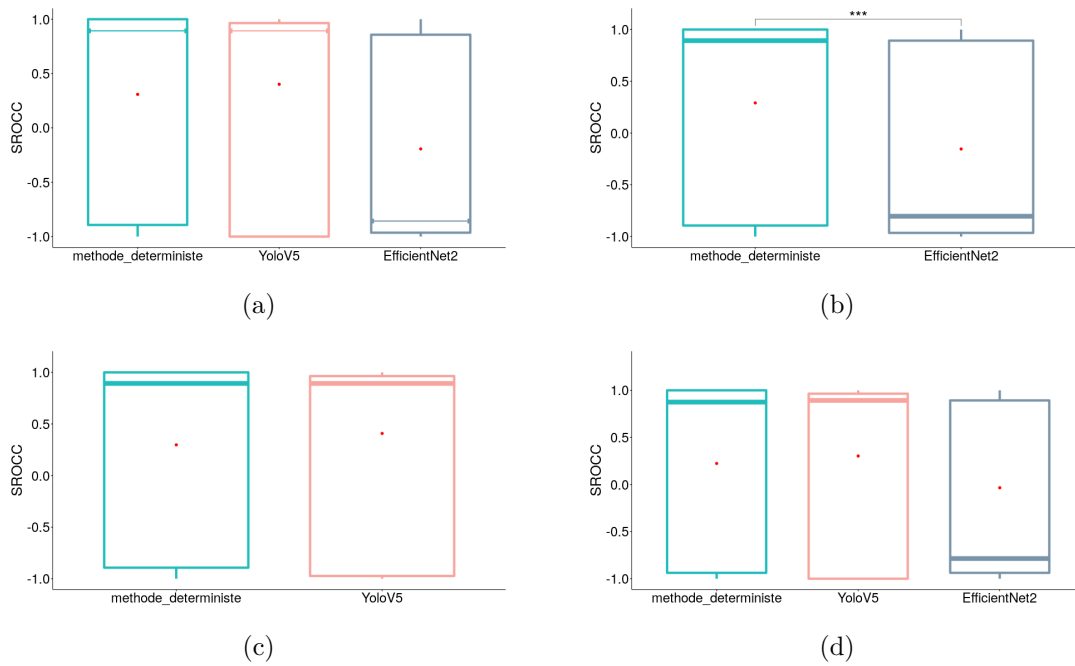 1.0
0.5
0.0
-0.5
-1.0
SROCC
methode_deterministe YoloV5 EfficientNet2
(a)
***
1.0
0.5
0.0
-0.5
-1.0
SROCC
methode_deterministe EfficientNet2
(b)
1.0
0.5
0.0
-0.5
-1.0
SROCC
methode_deterministe YoloV5
(c)
1.0
0.5
0.0
-0.5
-1.0
SROCC
methode_deterministe YoloV5 EfficientNet2
(d)